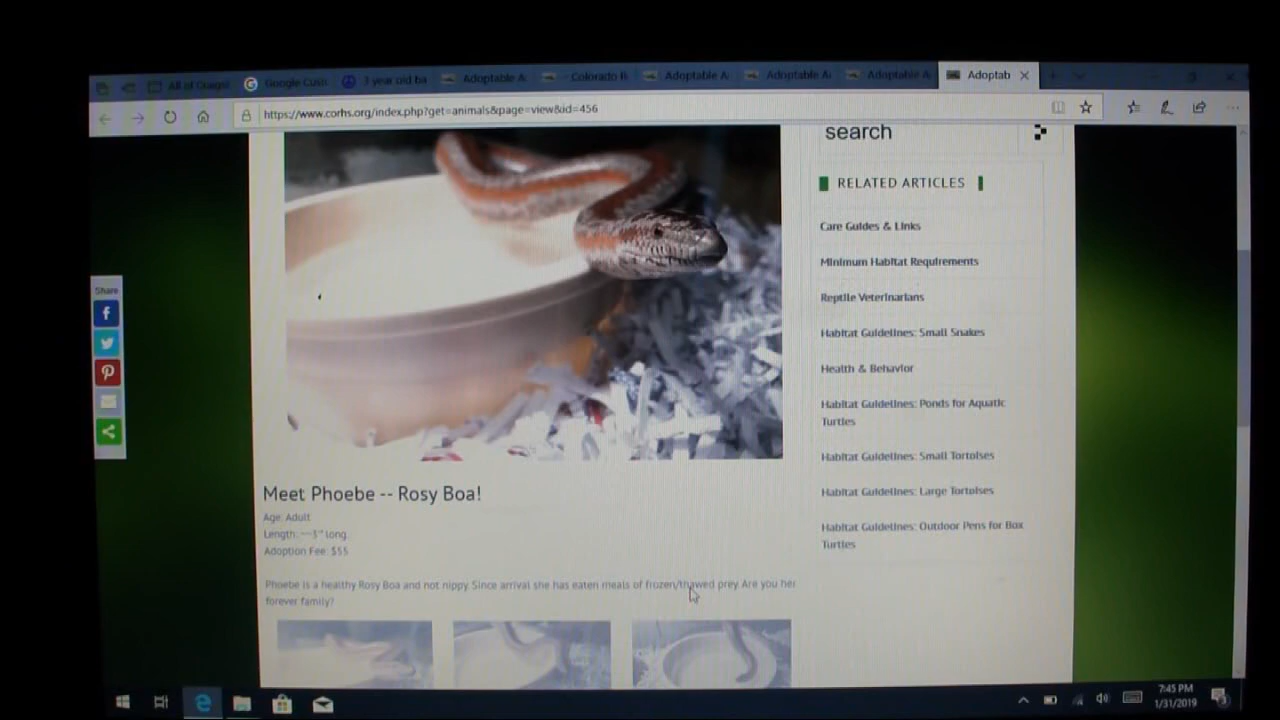 All of Craigsl
Google Cust
3 year old ba
Adoptable A
Colorado R
Adoptable A
Adoptable A
Adoptable A
Adoptab
https://www.corhs.org/index.php?get=animals&page=view&id=456
search
RELATED ARTICLES
Care Guides & Links
Minimum Habitat Requirements
Reptile Veterinarians
Habitat Guidelines: Small Snakes
Health & Behavior
Habitat Guidelines: Ponds for Aquatic
Turtles
Habitat Guidelines: Small Tortoises
Habitat Guidelines: Large Tortoises
Habitat Guidelines: Outdoor Pens for Box
Turtles
Share
Meet Phoebe -- Rosy Boa!
Age: Adult
Length: ~~3'' long
Adoption Fee: $55
Phoebe is a healthy Rosy Boa and not nippy. Since arrival she has eaten meals of frozen/thawed prey. Are you her
forever family?
7:45 PM
1/31/2019